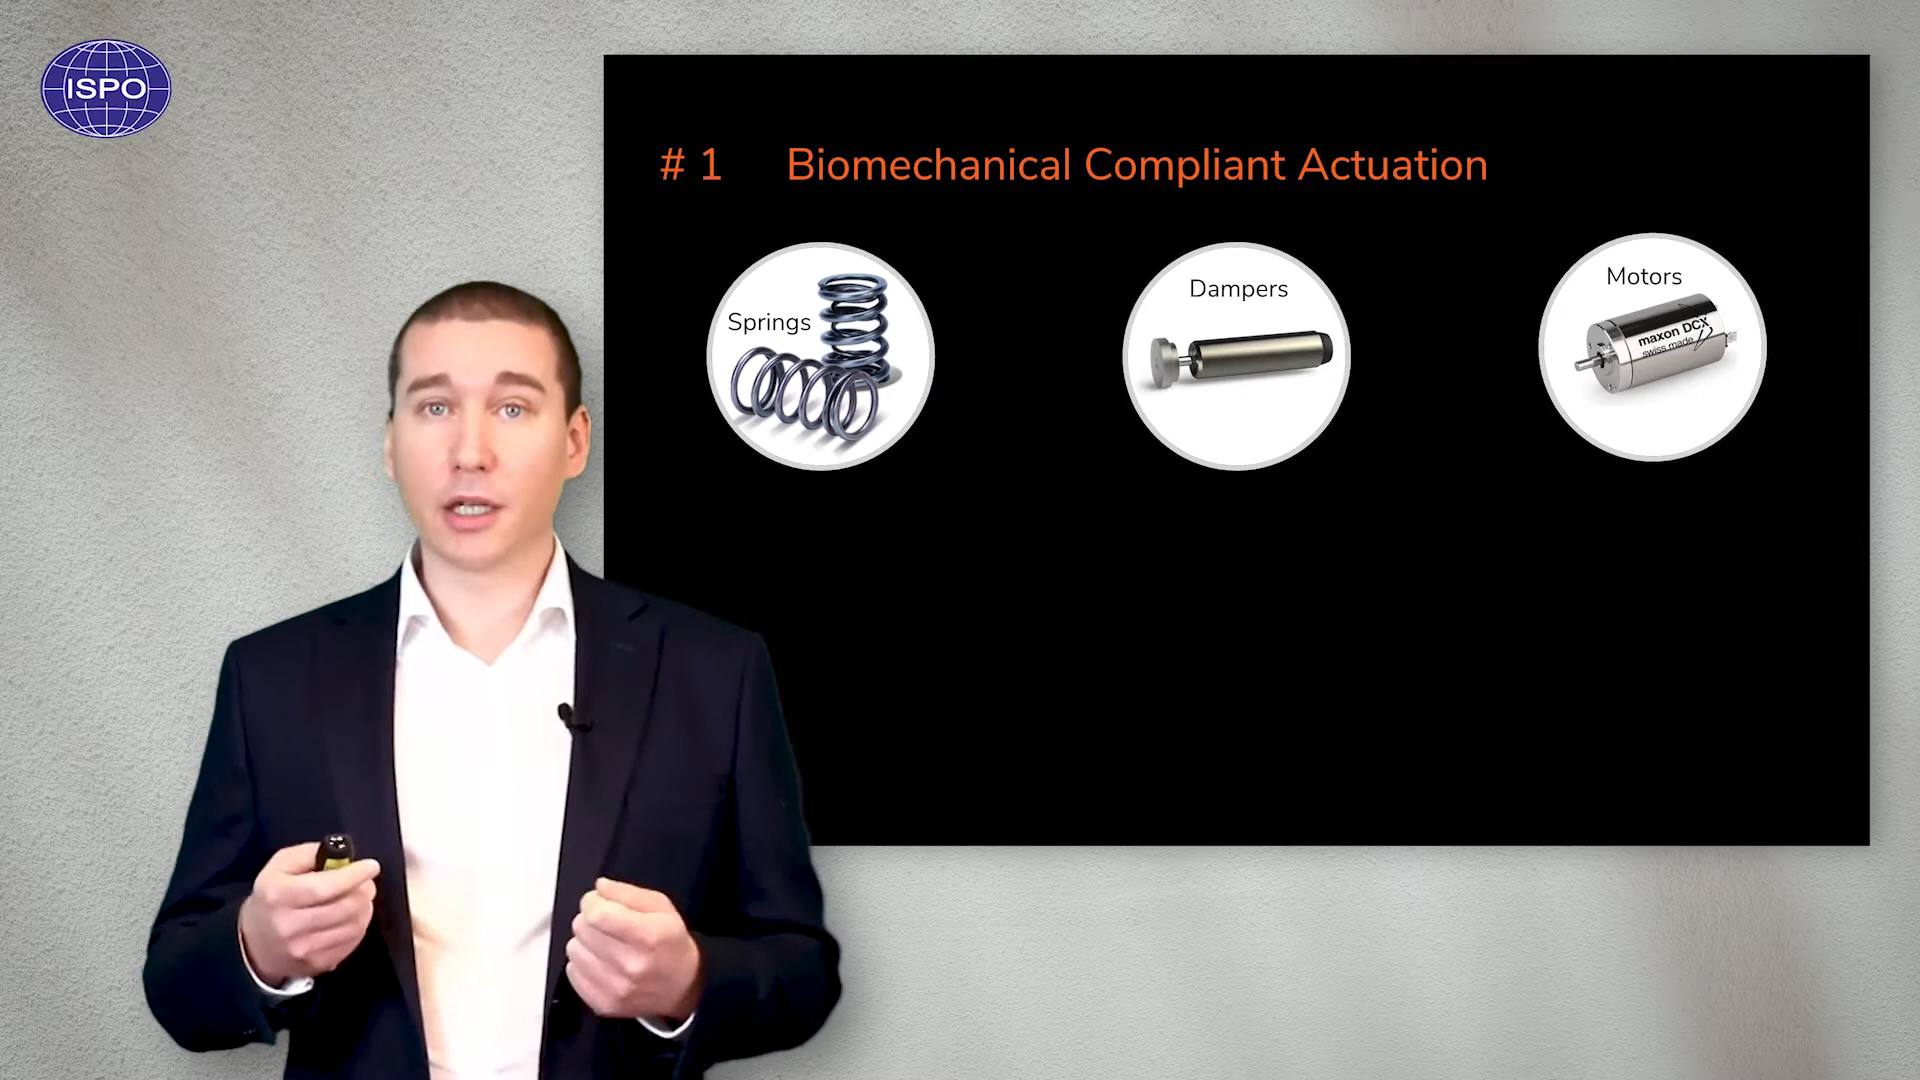 ISPO
# 1 Biomechanical Compliant Actuation
Springs
Dampers
Motors
maxon DCX
swiss made